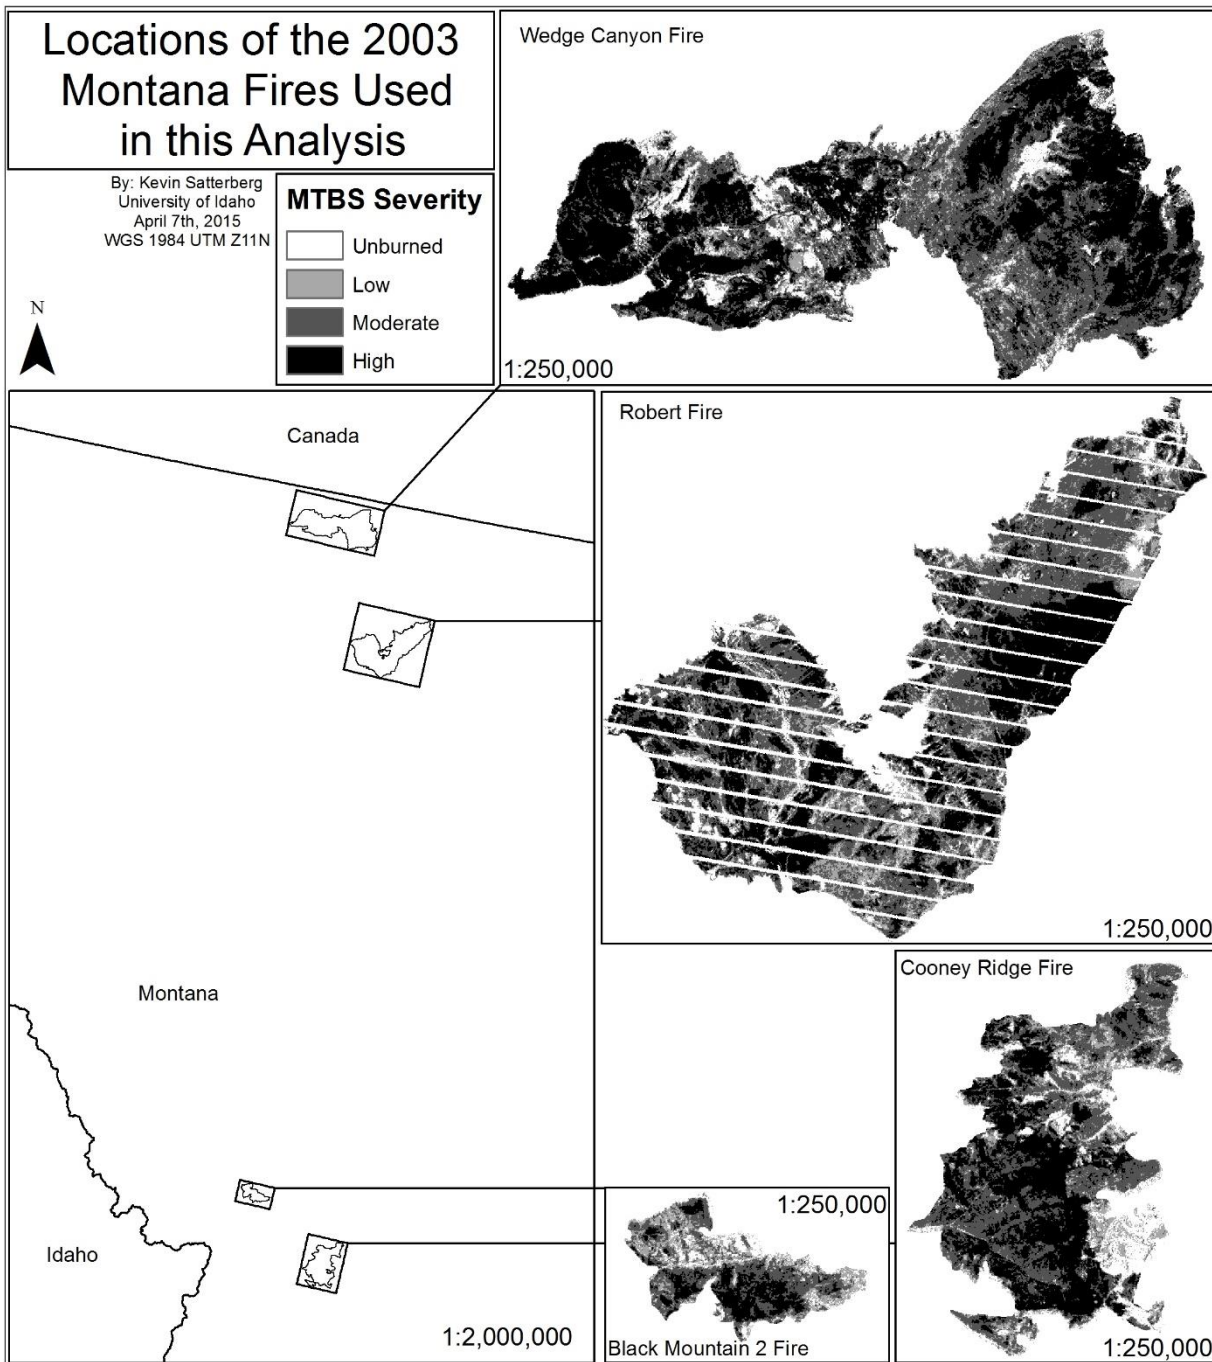 Locations of the 2003
Montana Fires Used
in this Analysis
By: Kevin Satterberg
University of Idaho
April 7th, 2015
WGS 1984 UTM Z11N
MTBS Severity
Unburned
Low
Moderate
High
N
Wedge Canyon Fire
1:250,000
Canada
Montana
Idaho
1:2,000,000
Robert Fire
1:250,000
Cooney Ridge Fire
1:250,000
1:250,000
Black Mountain 2 Fire